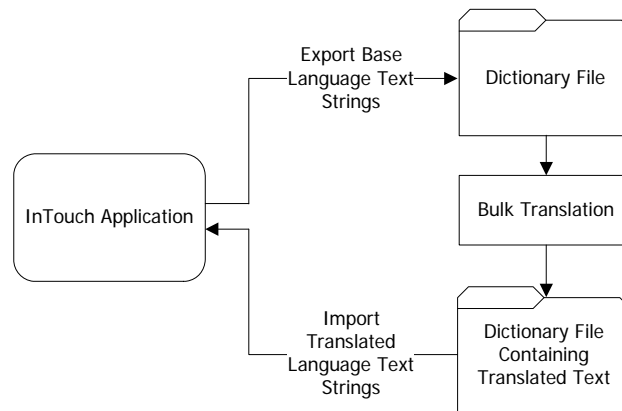 Export Base
Language Text
Strings
Dictionary File
InTouch Application
Bulk Translation
Import
Translated
Language Text
Strings
Dictionary File
Containing
Translated Text